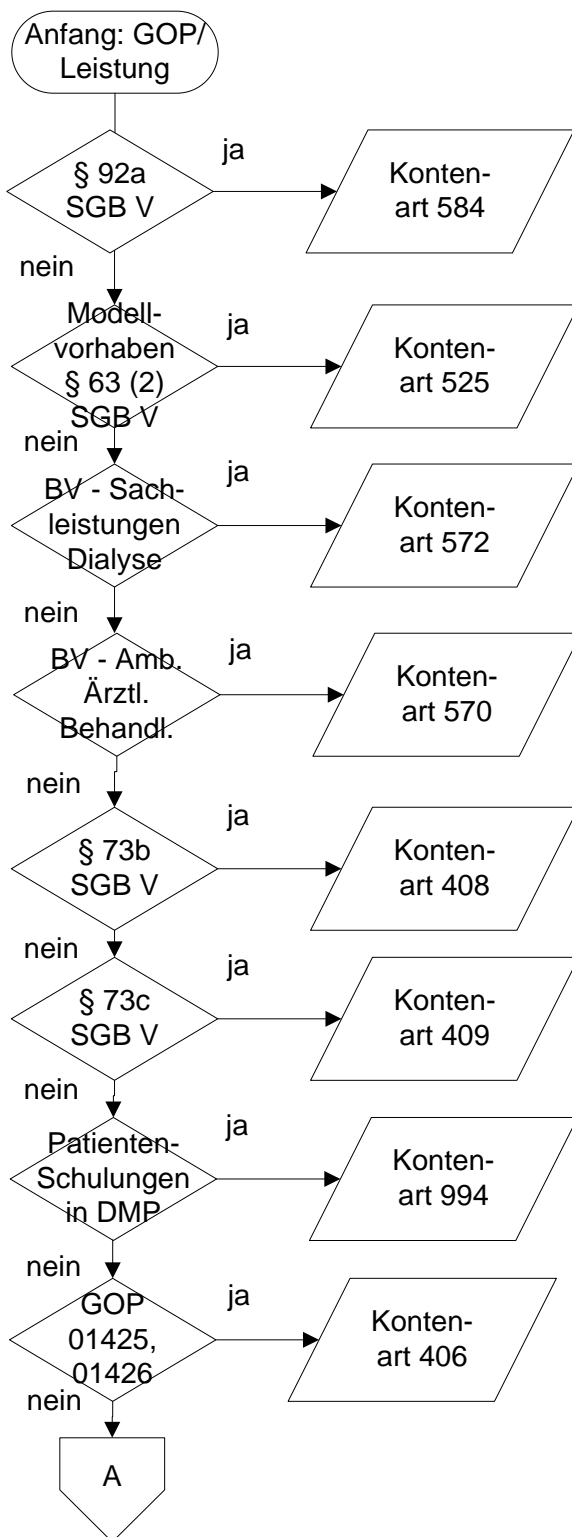 Anfang: GOP/
Leistung
§ 92a
SGB V
ja
Konten-
art 584
nein
Modell-
vorhaben
§ 63 (2)
SGB V
ja
Konten-
art 525
nein
BV - Sach-
leistungen
Dialyse
ja
Konten-
art 572
nein
BV - Amb.
Ärztl.
Behandl.
ja
Konten-
art 570
nein
§ 73b
SGB V
ja
Konten-
art 408
nein
§ 73c
SGB V
ja
Konten-
art 409
nein
Patienten-
Schulungen
in DMP
ja
Konten-
art 994
nein
GOP
01425,
01426
ja
Konten-
art 406
nein
A